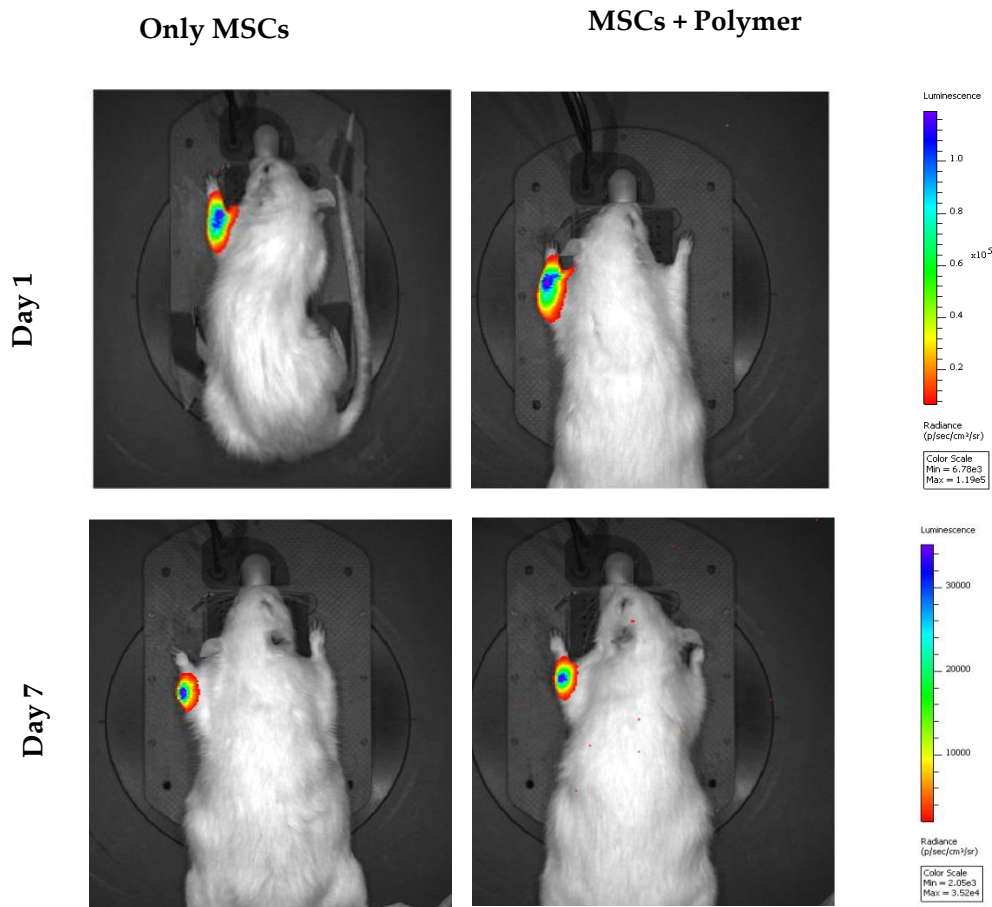 Only MSCs
MSCs + Polymer
Day 1
Luminescence
1.0
0.8
0.6
x10^5
0.4
0.2
Radiance
(p/sec/cm²/sr)
Color Scale
Min = 6.78e3
Max = 1.19e5
Day 7
Luminescence
30000
20000
10000
Radiance
(p/sec/cm²/sr)
Color Scale
Min = 2.05e3
Max = 3.52e4